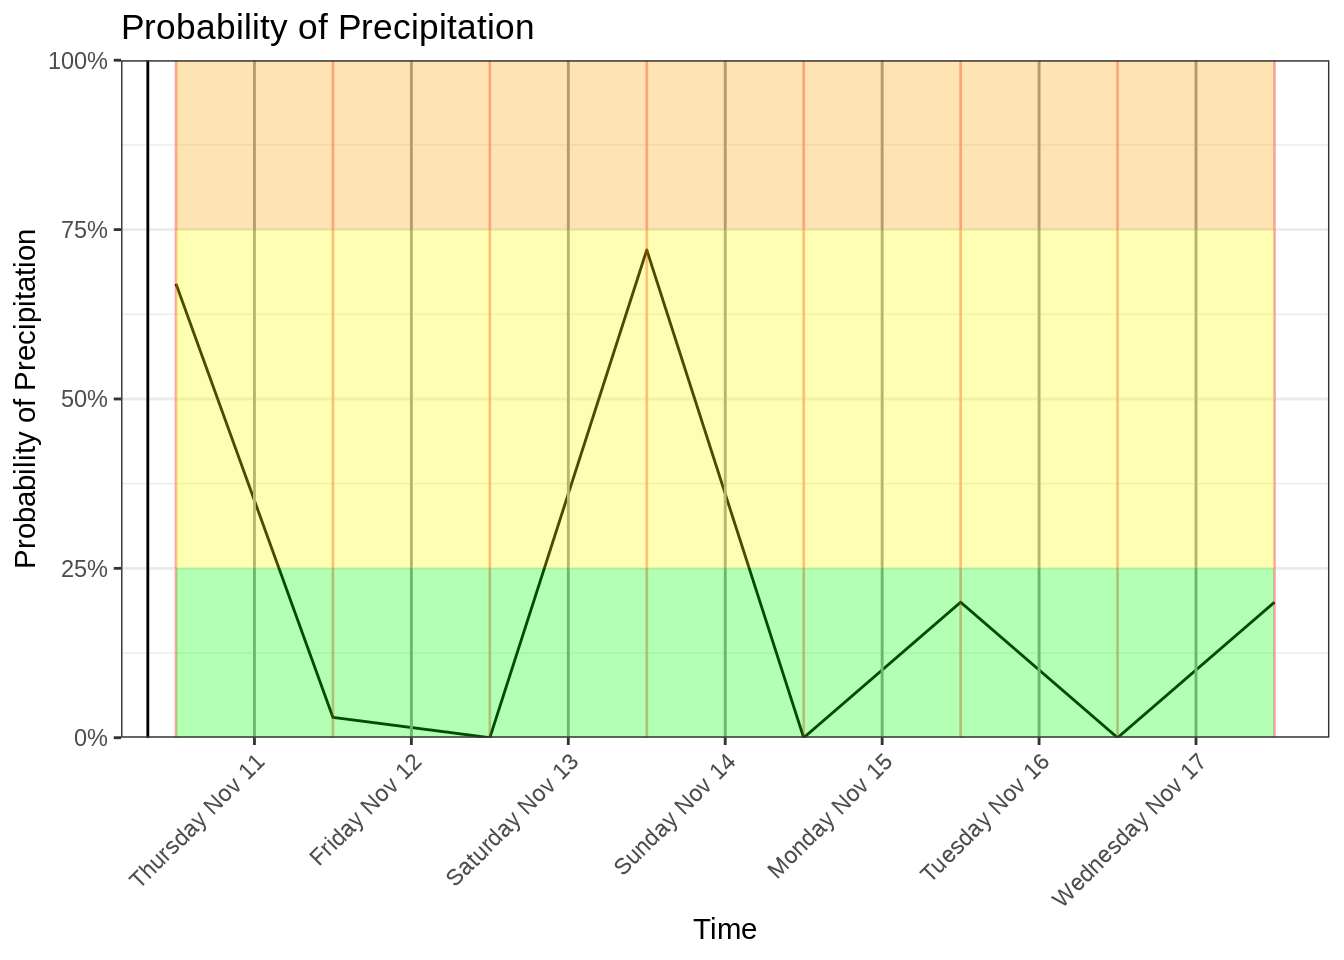 Probability of Precipitation
Probability of Precipitation
100%
75%
50%
25%
0%
Thursday Nov 11
Friday Nov 12
Saturday Nov 13
Sunday Nov 14
Monday Nov 15
Tuesday Nov 16
Wednesday Nov 17
Time